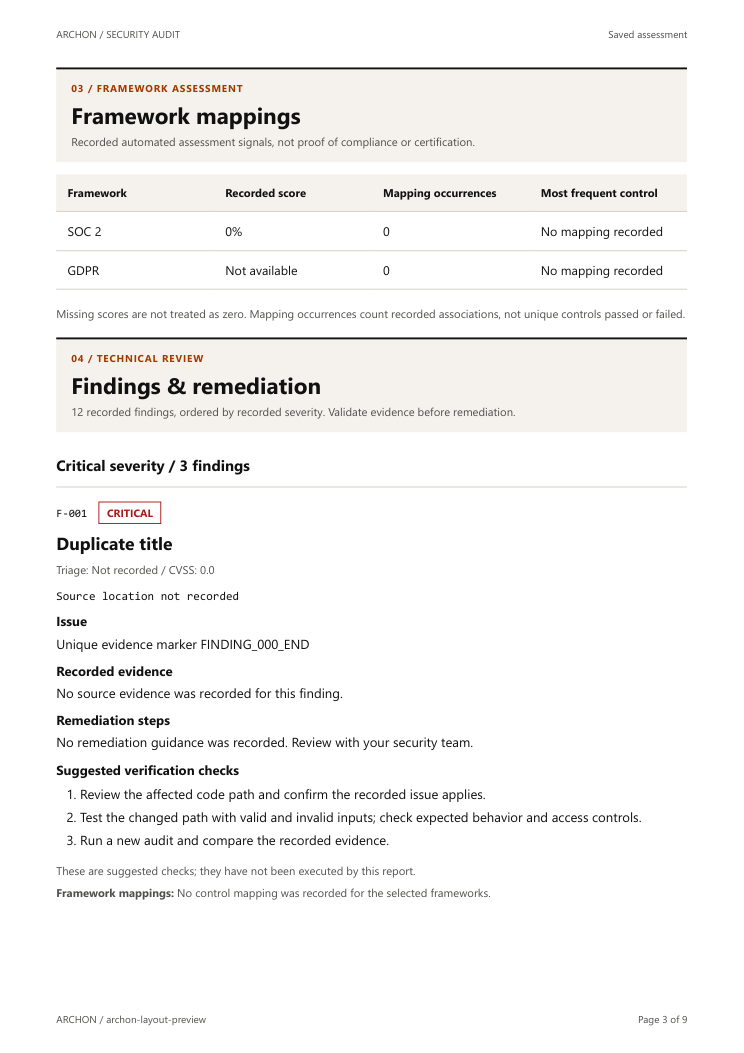 ARCHON / SECURITY AUDIT
Saved assessment
03 / FRAMEWORK ASSESSMENT
Framework mappings
Recorded automated assessment signals, not proof of compliance or certification.
Framework Recorded score Mapping occurrences Most frequent control
SOC 2 0% 0 No mapping recorded
GDPR Not available 0 No mapping recorded
Missing scores are not treated as zero. Mapping occurrences count recorded associations, not unique controls passed or failed.
04 / TECHNICAL REVIEW
Findings & remediation
12 recorded findings, ordered by recorded severity. Validate evidence before remediation.
Critical severity / 3 findings
F-001 CRITICAL
Duplicate title
Triage: Not recorded / CVSS: 0.0
Source location not recorded
Issue
Unique evidence marker FINDING_000_END
Recorded evidence
No source evidence was recorded for this finding.
Remediation steps
No remediation guidance was recorded. Review with your security team.
Suggested verification checks
1. Review the affected code path and confirm the recorded issue applies.
2. Test the changed path with valid and invalid inputs; check expected behavior and access controls.
3. Run a new audit and compare the recorded evidence.
These are suggested checks; they have not been executed by this report.
Framework mappings: No control mapping was recorded for the selected frameworks.
ARCHON / archon-layout-preview
Page 3 of 9